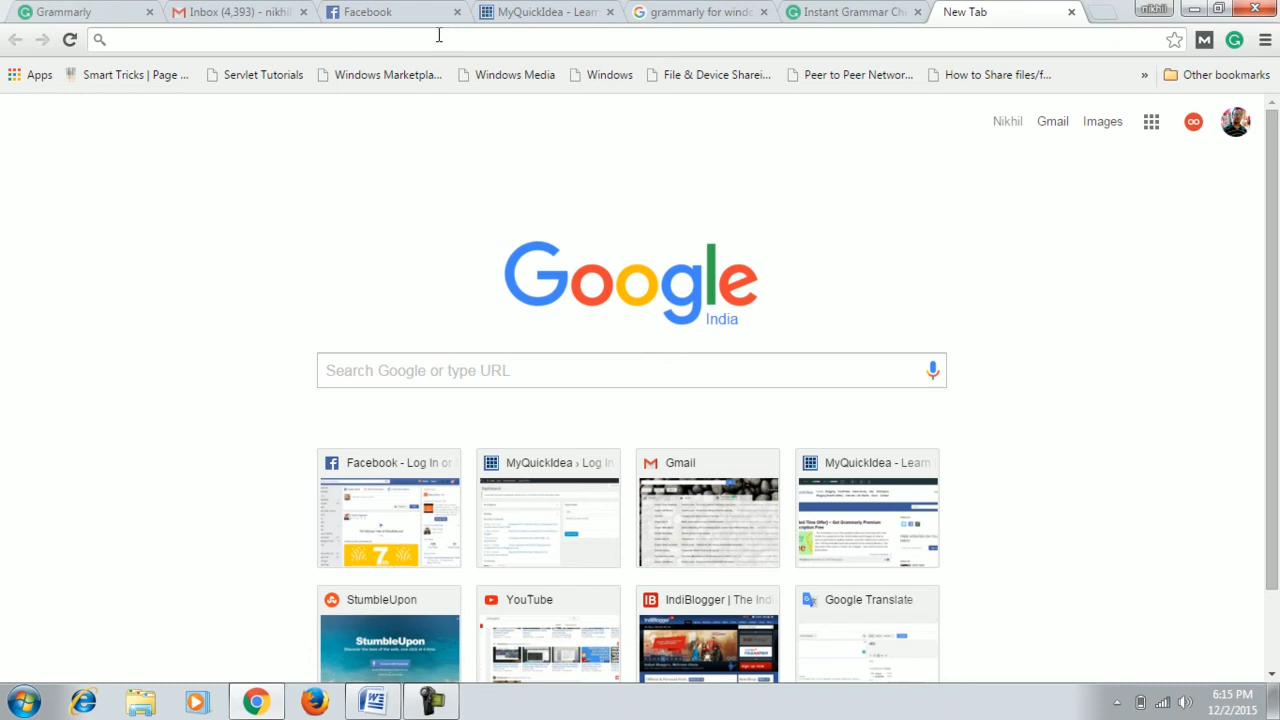 Grammarly
Inbox (4,393) - nikhil
Facebook
MyQuickIdea - Learn
grammarly for windo
Instant Grammar Che
New Tab
nikhil
Apps
Smart Tricks | Page ...
Servlet Tutorials
Windows Marketpla...
Windows Media
Windows
File & Device Sharei...
Peer to Peer Networ...
How to Share files/f...
»
Other bookmarks
Nikhil
Gmail
Images
Google
India
Search Google or type URL
Facebook - Log In or
MyQuickIdea › Log In
Gmail
MyQuickIdea - Learn
StumbleUpon
YouTube
IndiBlogger | The Indi
Google Translate
StumbleUpon
6:15 PM
12/2/2015